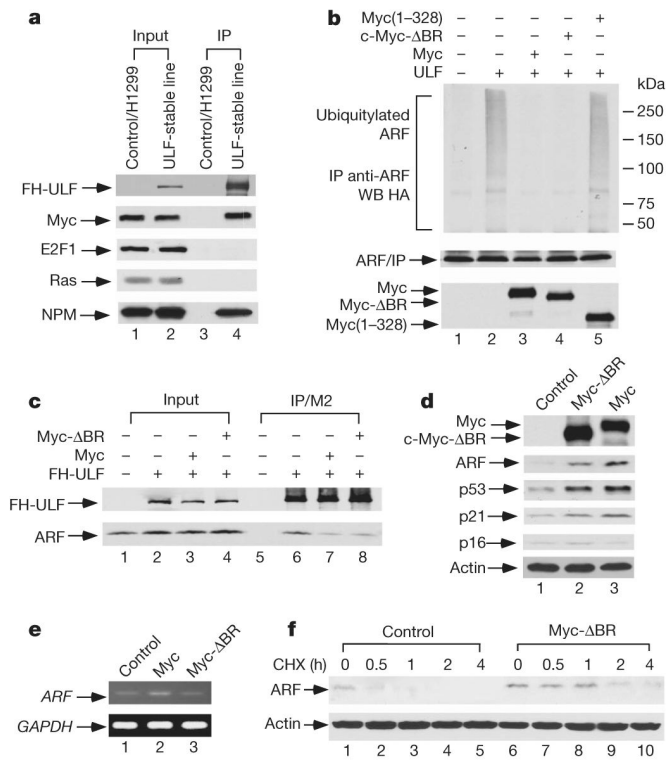 a
Input IP
Control/H1299
ULF-stable line
Control/H1299
ULF-stable line
FH-ULF
Myc
E2F1
Ras
NPM
1 2 3 4
b
Myc(1–328) – – – – +
c-Myc-ΔBR – – – + –
Myc – – + – –
ULF – + + + +
kDa
Ubiquitylated
ARF
IP anti-ARF
WB HA
250
150
100
75
50
ARF/IP
Myc
Myc-ΔBR
Myc(1–328)
1 2 3 4 5
c
Input IP/M2
Myc-ΔBR – – – + – – – +
Myc – – + – – – + –
FH-ULF – + + + – + + +
FH-ULF
ARF
1 2 3 4 5 6 7 8
d
Control
Myc-ΔBR
Myc
Myc
c-Myc-ΔBR
ARF
p53
p21
p16
Actin
1 2 3
e
Control
Myc
Myc-ΔBR
ARF
GAPDH
1 2 3
f
Control Myc-ΔBR
CHX (h) 0 0.5 1 2 4 0 0.5 1 2 4
ARF
Actin
1 2 3 4 5 6 7 8 9 10